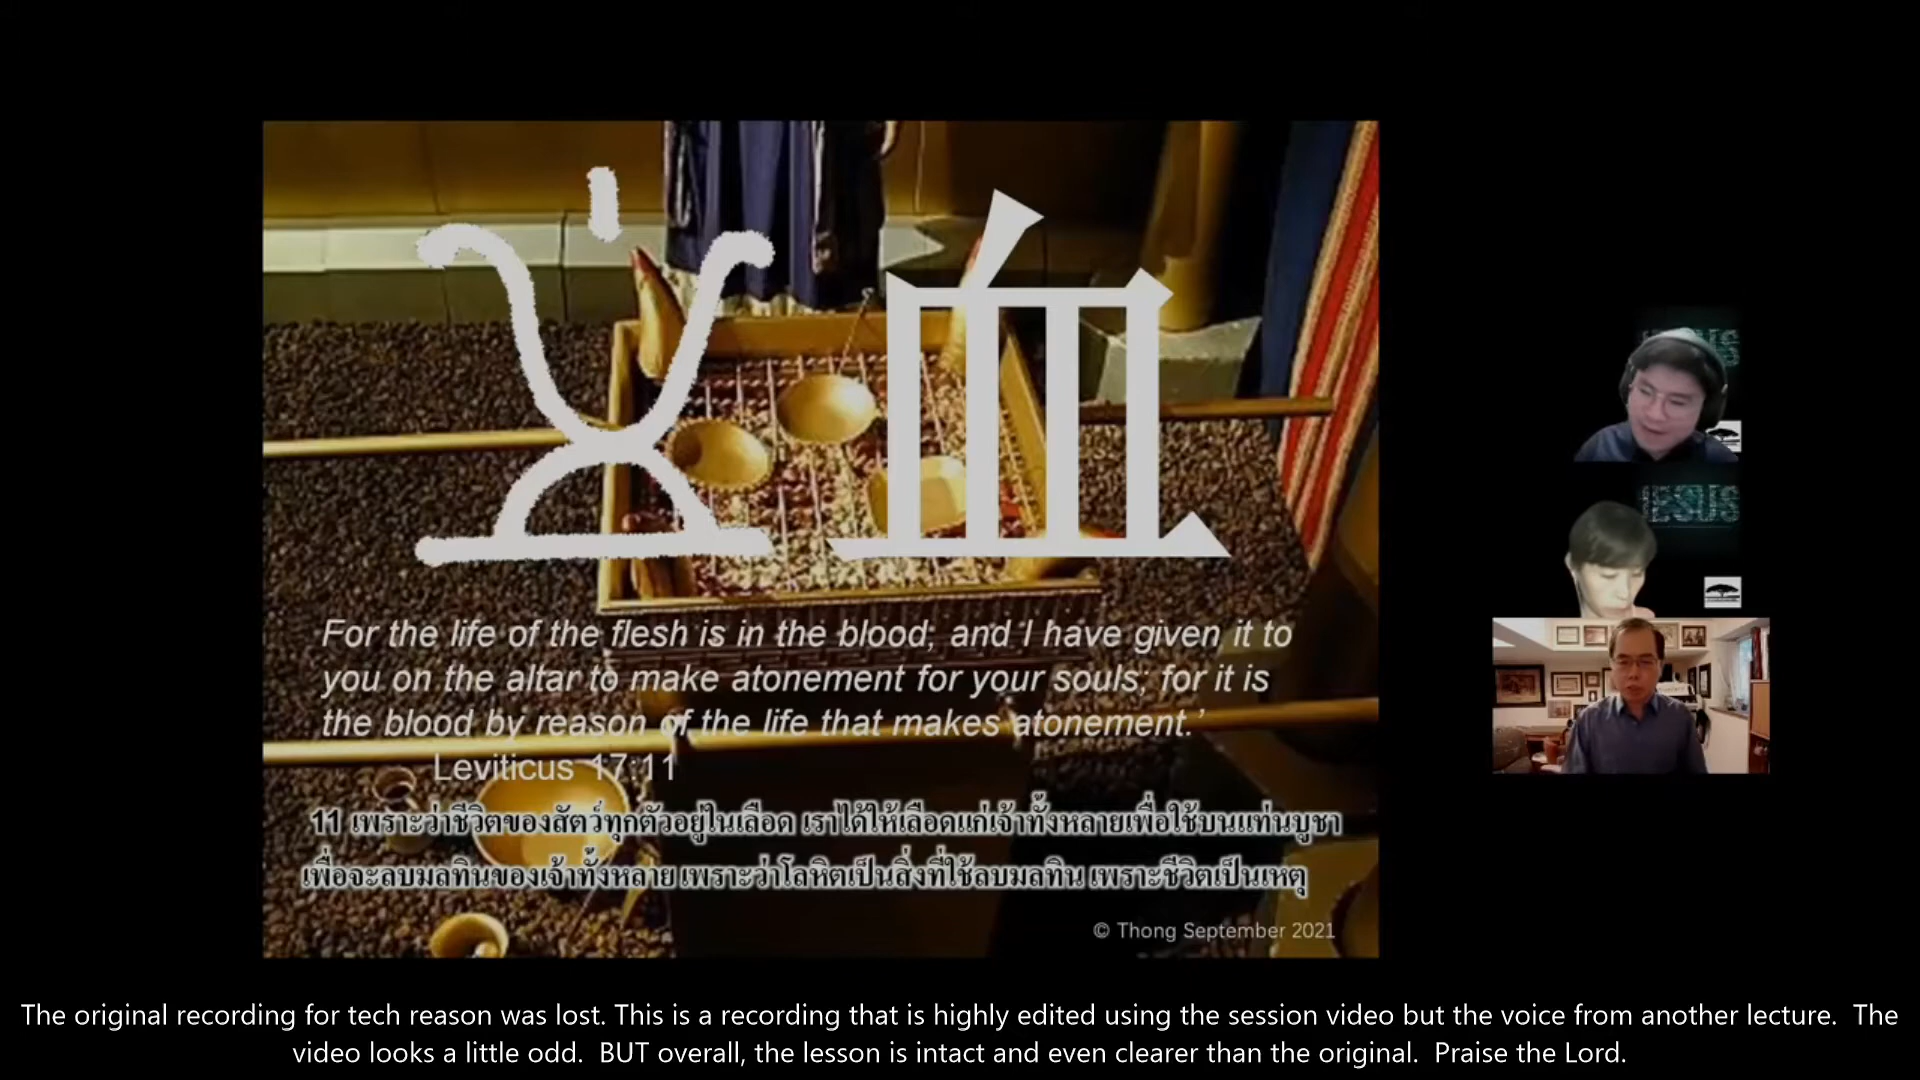 血
For the life of the flesh is in the blood, and I have given it to
you on the altar to make atonement for your souls; for it is
the blood by reason of the life that makes atonement.'
Leviticus 17:11
11 เพราะว่าชีวิตของสัตว์ทุกตัวอยู่ในเลือด เราได้ให้เลือดแก่เจ้าทั้งหลายเพื่อใช้บนแท่นบูชา
เพื่อจะลบมลทินของเจ้าทั้งหลาย เพราะว่าโลหิตเป็นสิ่งที่ใช้ลบมลทิน เพราะชีวิตเป็นเหตุ
© Thong September 2021
JESUS
JESUS
The original recording for tech reason was lost. This is a recording that is highly edited using the session video but the voice from another lecture. The
video looks a little odd. BUT overall, the lesson is intact and even clearer than the original. Praise the Lord.